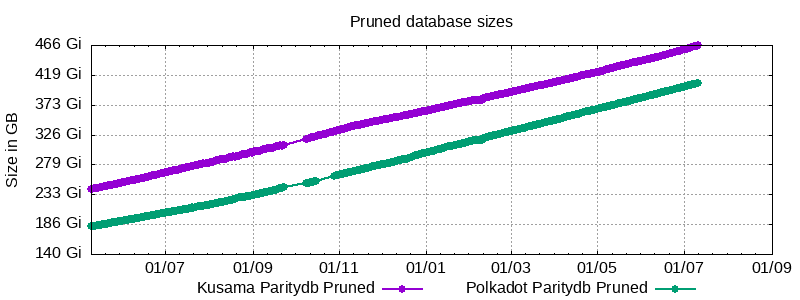 Pruned database sizes
Size in GB
466 Gi
419 Gi
373 Gi
326 Gi
279 Gi
233 Gi
186 Gi
140 Gi
01/07 01/09 01/11 01/01 01/03 01/05 01/07 01/09
Kusama Paritydb Pruned Polkadot Paritydb Pruned